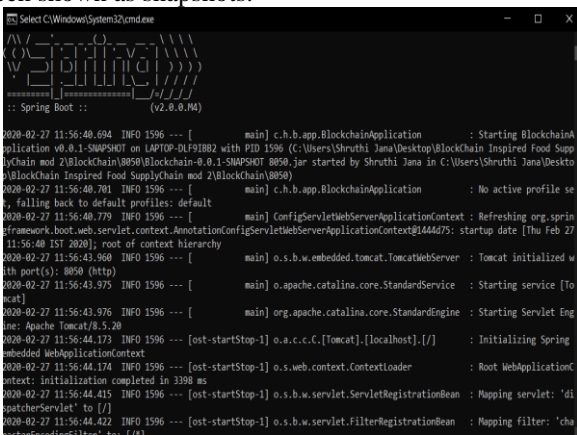 en shown as snapshots.
Select C:\Windows\System32\cmd.exe
:: Spring Boot ::        (v2.0.0.M4)
2020-02-27 11:56:40.694  INFO 1596 --- [           main] c.h.b.app.BlockchainApplication          : Starting BlockchainA
pplication v0.0.1-SNAPSHOT on LAPTOP-DLF9IBB2 with PID 1596 (C:\Users\Shruthi Jana\Desktop\BlockChain Inspired Food Supp
lyChain mod 2\BlockChain\8050\Blockchain-0.0.1-SNAPSHOT 8050.jar started by Shruthi Jana in C:\Users\Shruthi Jana\Deskto
p\BlockChain Inspired Food SupplyChain mod 2\BlockChain\8050)
2020-02-27 11:56:40.701  INFO 1596 --- [           main] c.h.b.app.BlockchainApplication          : No active profile se
t, falling back to default profiles: default
2020-02-27 11:56:40.779  INFO 1596 --- [           main] ConfigServletWebServerApplicationContext : Refreshing org.sprin
gframework.boot.web.servlet.context.AnnotationConfigServletWebServerApplicationContext@1444d75: startup date [Thu Feb 27
11:56:40 IST 2020]; root of context hierarchy
2020-02-27 11:56:43.960  INFO 1596 --- [           main] o.s.b.w.embedded.tomcat.TomcatWebServer  : Tomcat initialized w
ith port(s): 8050 (http)
2020-02-27 11:56:43.975  INFO 1596 --- [           main] o.apache.catalina.core.StandardService   : Starting service [To
mcat]
2020-02-27 11:56:43.976  INFO 1596 --- [           main] org.apache.catalina.core.StandardEngine  : Starting Servlet Eng
ine: Apache Tomcat/8.5.20
2020-02-27 11:56:44.173  INFO 1596 --- [ost-startStop-1] o.a.c.c.C.[Tomcat].[localhost].[/]       : Initializing Spring
embedded WebApplicationContext
2020-02-27 11:56:44.174  INFO 1596 --- [ost-startStop-1] o.s.web.context.ContextLoader            : Root WebApplicationC
ontext: initialization completed in 3398 ms
2020-02-27 11:56:44.415  INFO 1596 --- [ost-startStop-1] o.s.b.w.servlet.ServletRegistrationBean  : Mapping servlet: 'di
spatcherServlet' to [/]
2020-02-27 11:56:44.422  INFO 1596 --- [ost-startStop-1] o.s.b.w.servlet.FilterRegistrationBean   : Mapping filter: 'cha
racterEncodingFilter' to: [/*]